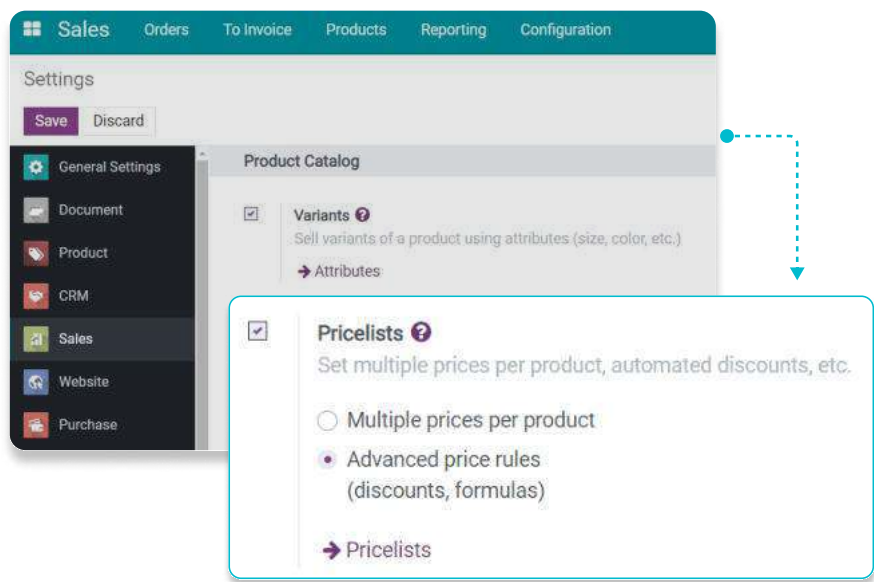 Sales Orders To Invoice Products Reporting Configuration
Settings
Save Discard
General Settings
Document
Product
CRM
Sales
Website
Purchase
Product Catalog
Variants ?
Sell variants of a product using attributes (size, color, etc.)
Attributes
Pricelists ?
Set multiple prices per product, automated discounts, etc.
Multiple prices per product
Advanced price rules
(discounts, formulas)
Pricelists